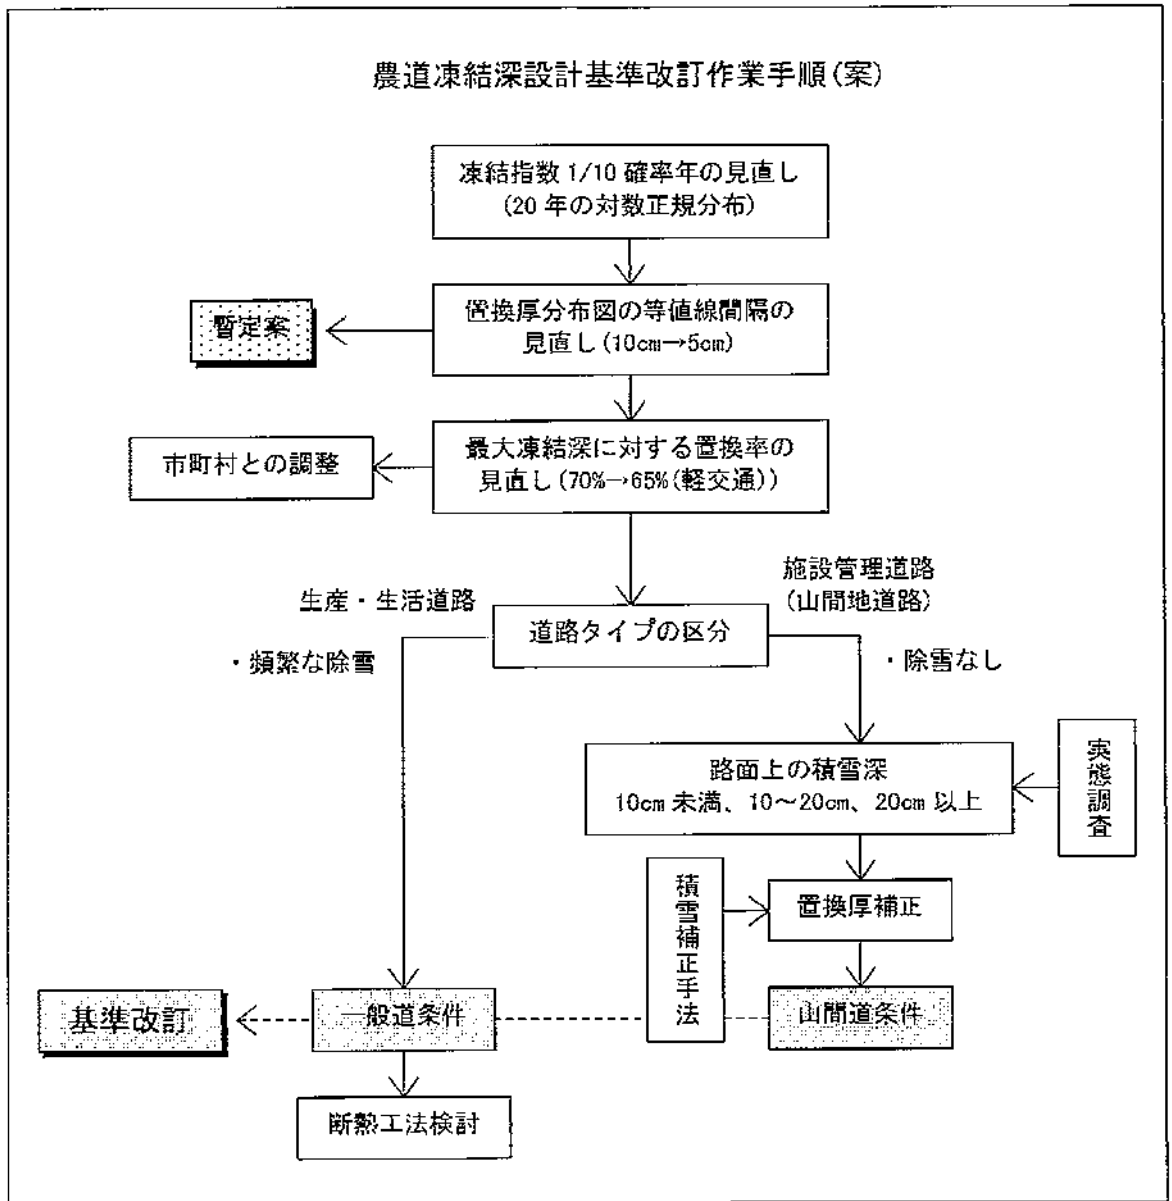 農道凍結深設計基準改訂作業手順(案)
凍結指数 1/10 確率年の見直し
(20 年の対数正規分布)
置換厚分布図の等値線間隔の
見直し(10cm→5cm)
暫定案
最大凍結深に対する置換率の
見直し(70%→65%(軽交通))
市町村との調整
施設管理道路
(山間地道路)
生産・生活道路
道路タイプの区分
・頻繁な除雪
・除雪なし
路面上の積雪深
10cm 未満、10〜20cm、20cm 以上
実態調査
積雪補正手法
置換厚補正
基準改訂
一般道条件
山間道条件
断熱工法検討